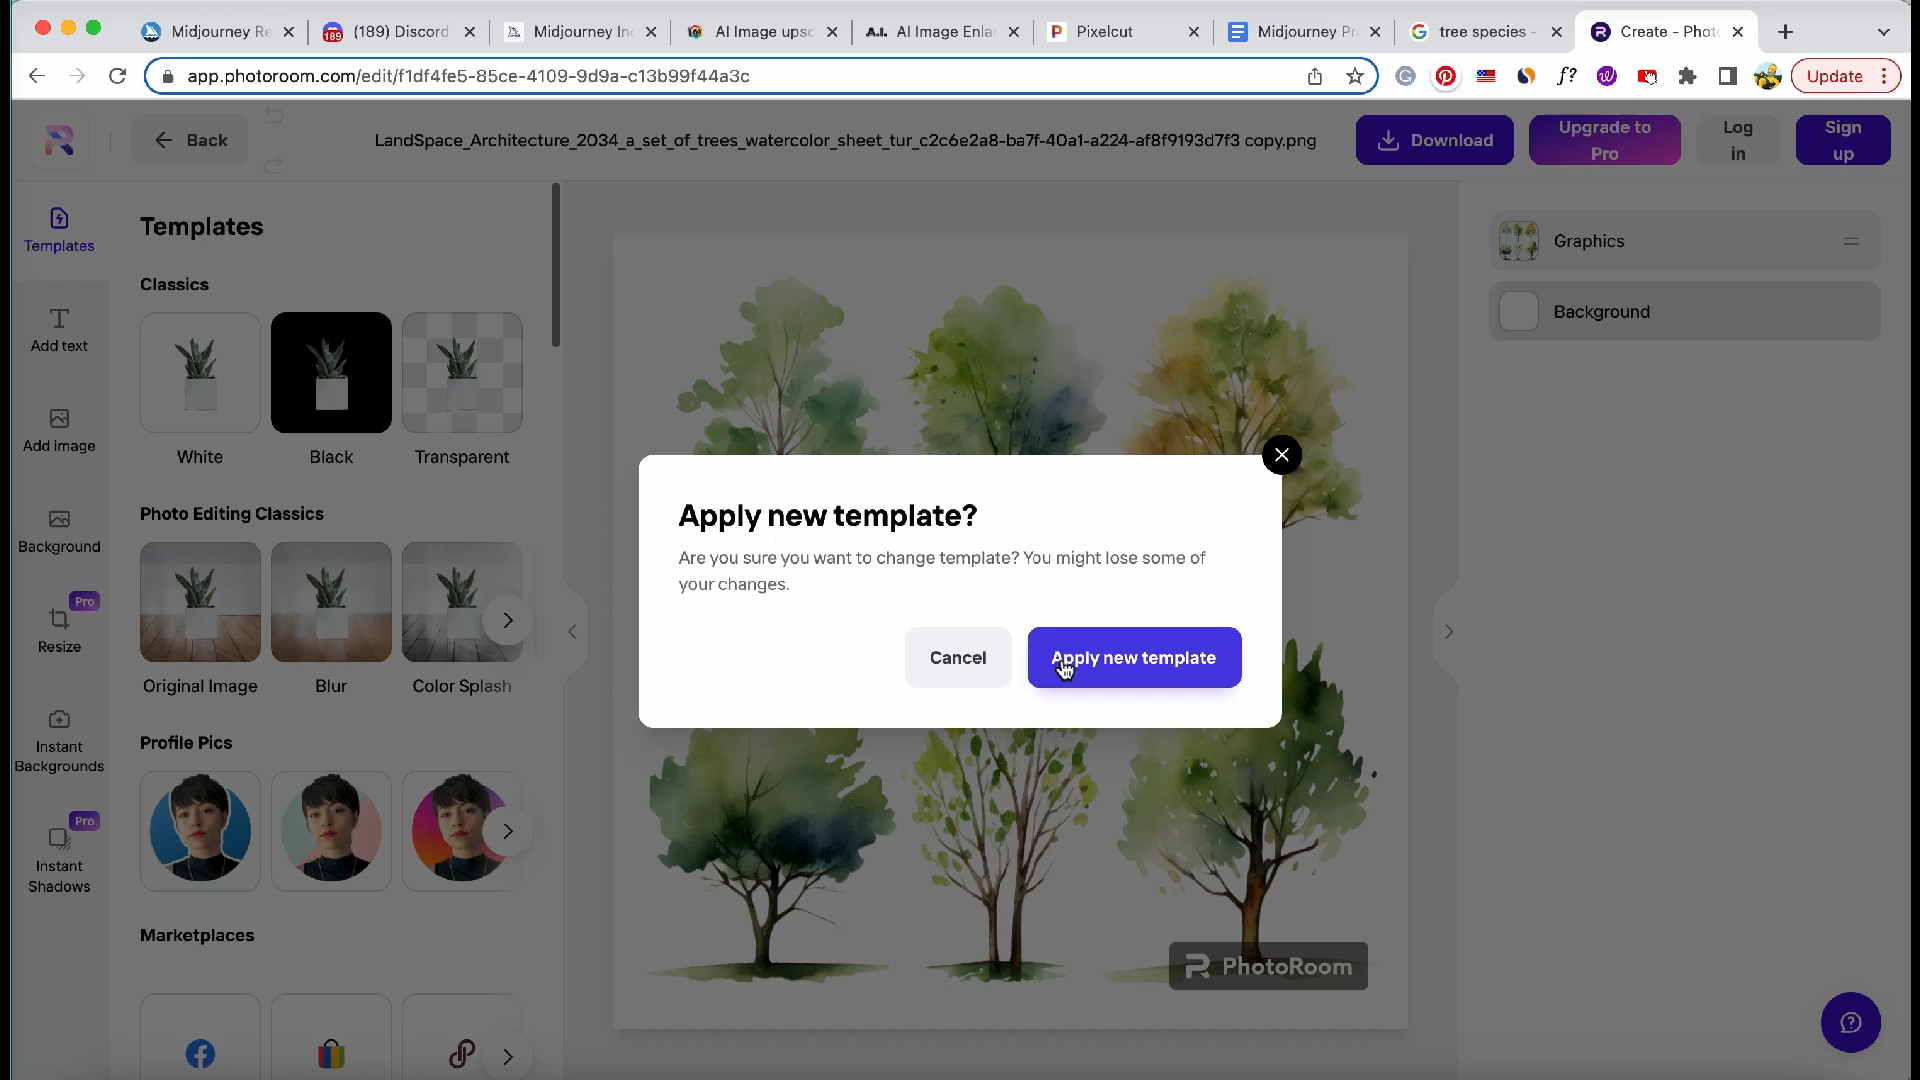 Midjourney Re
(189) Discord
Midjourney In
AI Image upsc
A.I. AI Image Enlar
Pixelcut
Midjourney Pr
tree species -
Create - Photo
app.photoroom.com/edit/f1df4fe5-85ce-4109-9d9a-c13b99f44a3c
Update
Back
LandSpace_Architecture_2034_a_set_of_trees_watercolor_sheet_tur_c2c6e2a8-ba7f-40a1-a224-af8f9193d7f3 copy.png
Download
Upgrade to
Pro
Log
in
Sign
up
Templates
Add text
Add image
Background
Pro
Resize
Instant
Backgrounds
Pro
Instant
Shadows
Templates
Classics
White
Black
Transparent
Photo Editing Classics
Original Image
Blur
Color Splash
Profile Pics
Marketplaces
Apply new template?
Are you sure you want to change template? You might lose some of
your changes.
Cancel
Apply new template
PhotoRoom
Graphics
Background